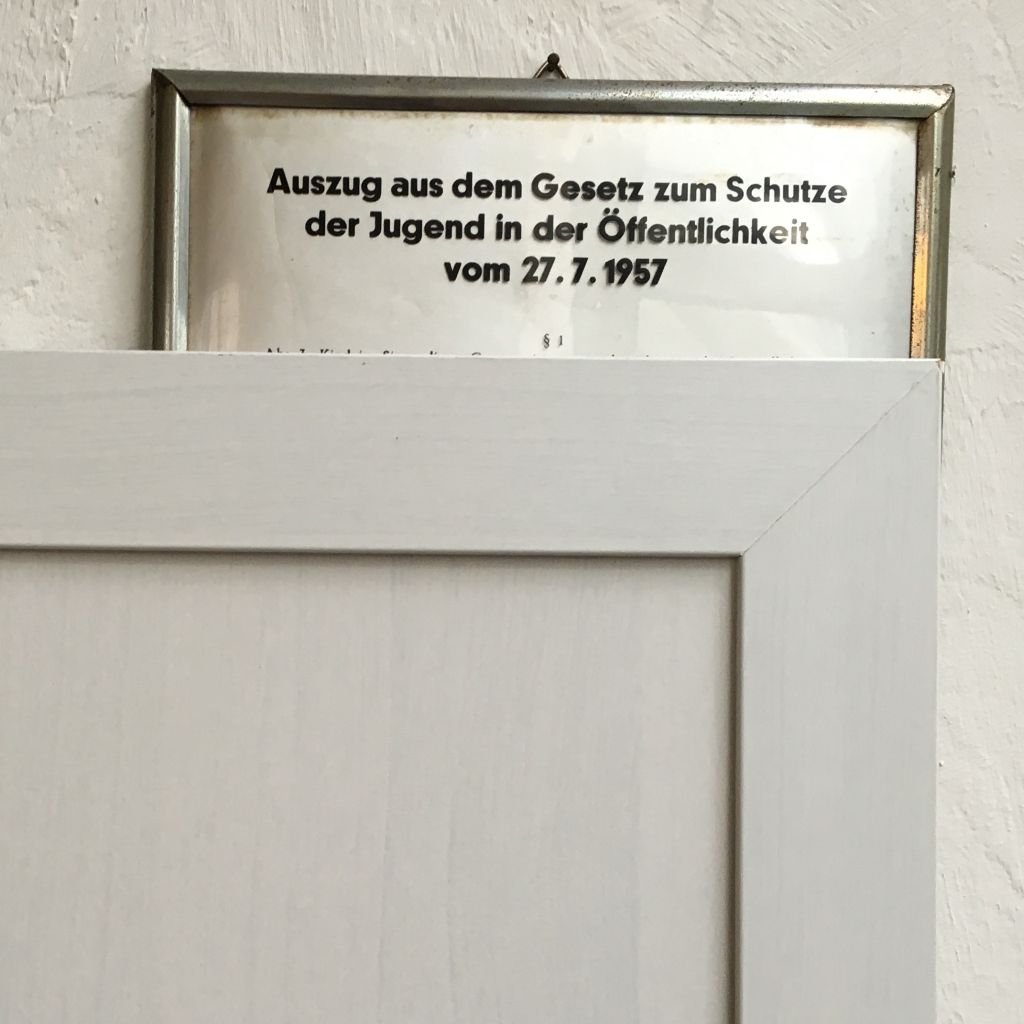 Auszug aus dem Gesetz zum Schutze
der Jugend in der Öffentlichkeit
vom 27.7.1957
§ 1